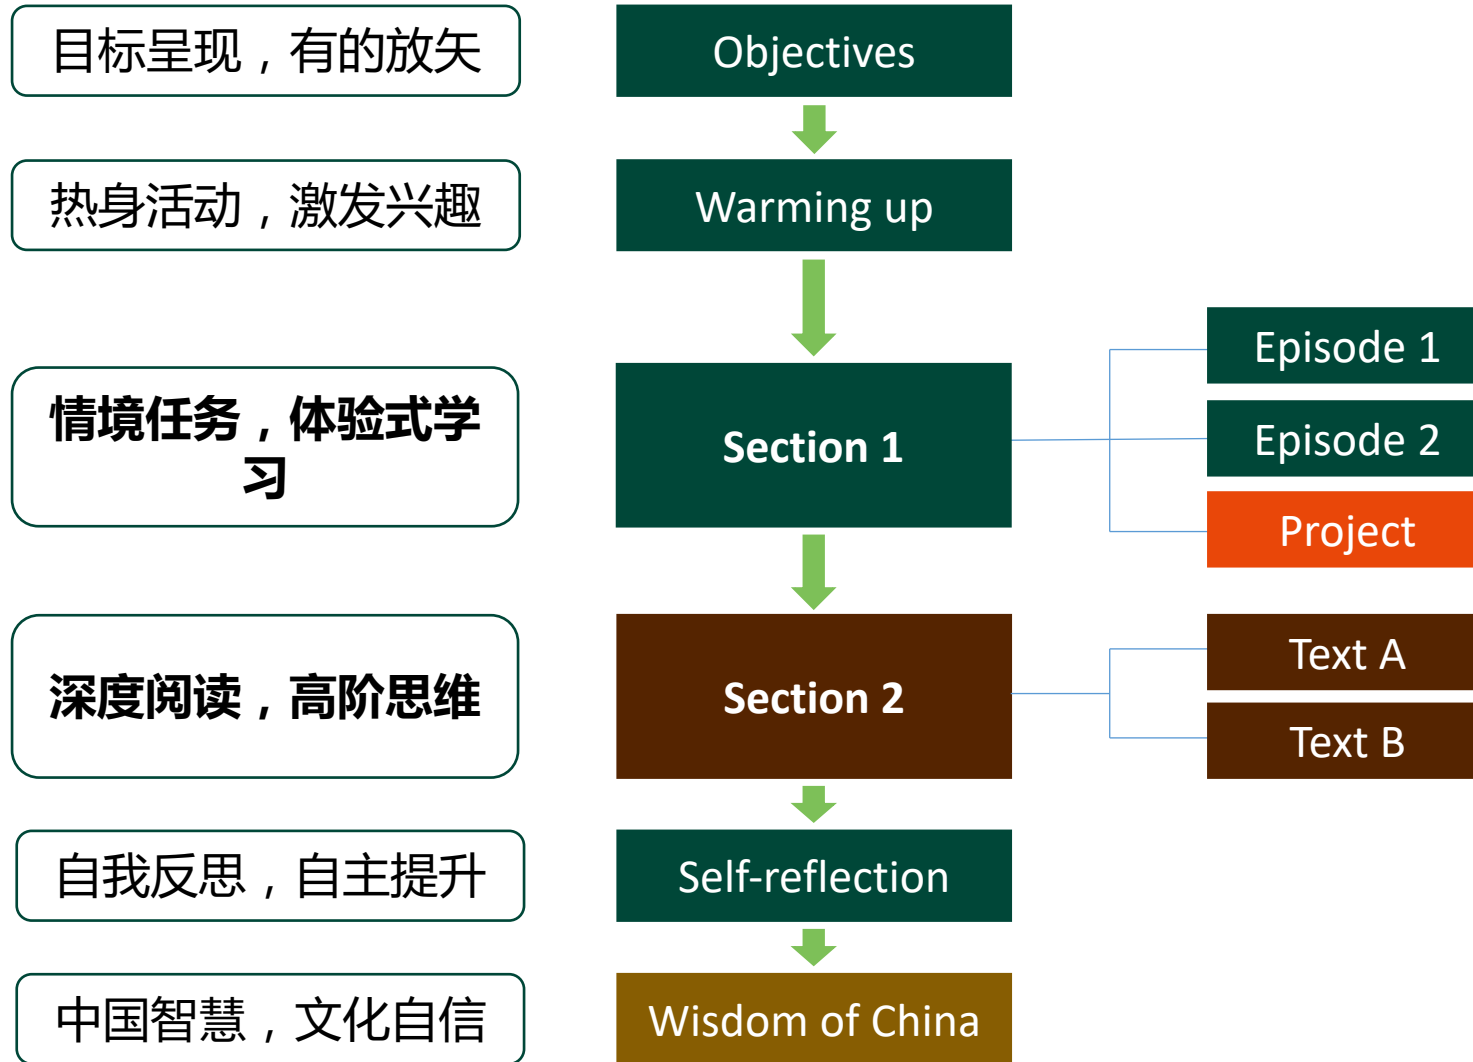 目标呈现，有的放矢
Objectives
热身活动，激发兴趣
Warming up
情境任务，体验式学
习
Section 1
Episode 1
Episode 2
Project
深度阅读，高阶思维
Section 2
Text A
Text B
自我反思，自主提升
Self-reflection
中国智慧，文化自信
Wisdom of China